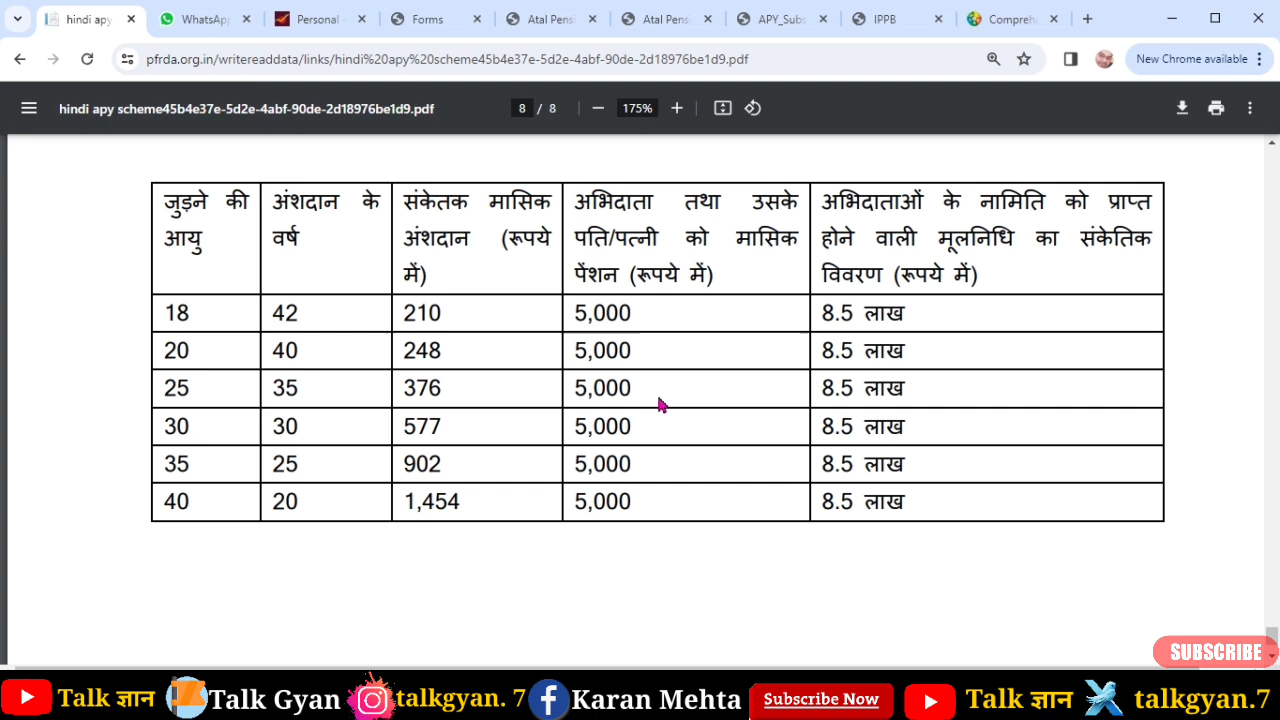 hindi apy
WhatsApp
Personal
Forms
Atal Pens
Atal Pens
APY_Subs
IPPB
Compreh
pfrda.org.in/writereaddata/links/hindi%20apy%20scheme45b4e37e-5d2e-4abf-90de-2d18976be1d9.pdf
New Chrome available
hindi apy scheme45b4e37e-5d2e-4abf-90de-2d18976be1d9.pdf
8 / 8
175%
जुड़ने की आयु
अंशदान के वर्ष
संकेतक मासिक अंशदान (रूपये में)
अभिदाता तथा उसके पति/पत्नी को मासिक पेंशन (रूपये में)
अभिदाताओं के नामिति को प्राप्त होने वाली मूलनिधि का संकेतिक विवरण (रूपये में)
18 42 210 5,000 8.5 लाख
20 40 248 5,000 8.5 लाख
25 35 376 5,000 8.5 लाख
30 30 577 5,000 8.5 लाख
35 25 902 5,000 8.5 लाख
40 20 1,454 5,000 8.5 लाख
SUBSCRIBE
Talk ज्ञान Talk Gyan talkgyan. 7 Karan Mehta Subscribe Now Talk ज्ञान talkgyan.7